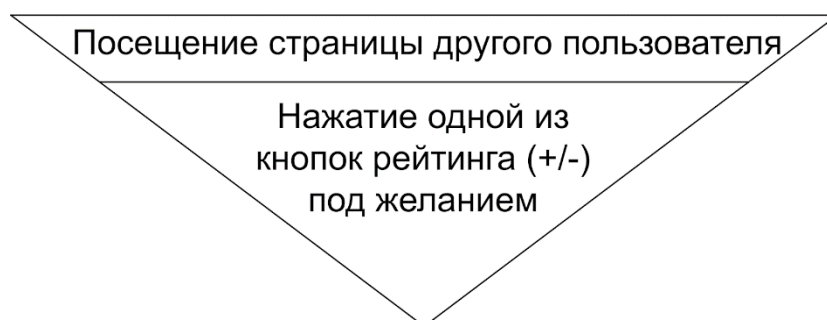 Посещение страницы другого пользователя
Нажатие одной из
кнопок рейтинга (+/-)
под желанием